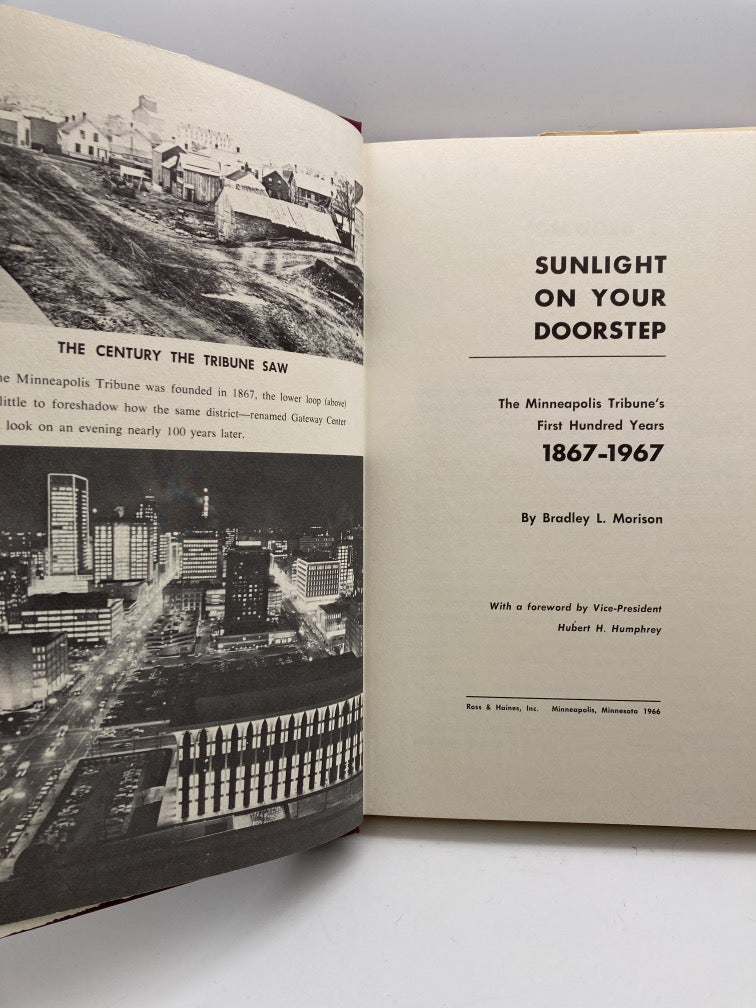 THE CENTURY THE TRIBUNE SAW
Minneapolis Tribune was founded in 1867, the lower loop (above)
little to foreshadow how the same district—renamed Gateway Center
look on an evening nearly 100 years later.
SUNLIGHT
ON YOUR
DOORSTEP
The Minneapolis Tribune's
First Hundred Years
1867–1967
By Bradley L. Morison
With a foreword by Vice-President
Hubert H. Humphrey
Ross & Haines, Inc. Minneapolis, Minnesota 1966